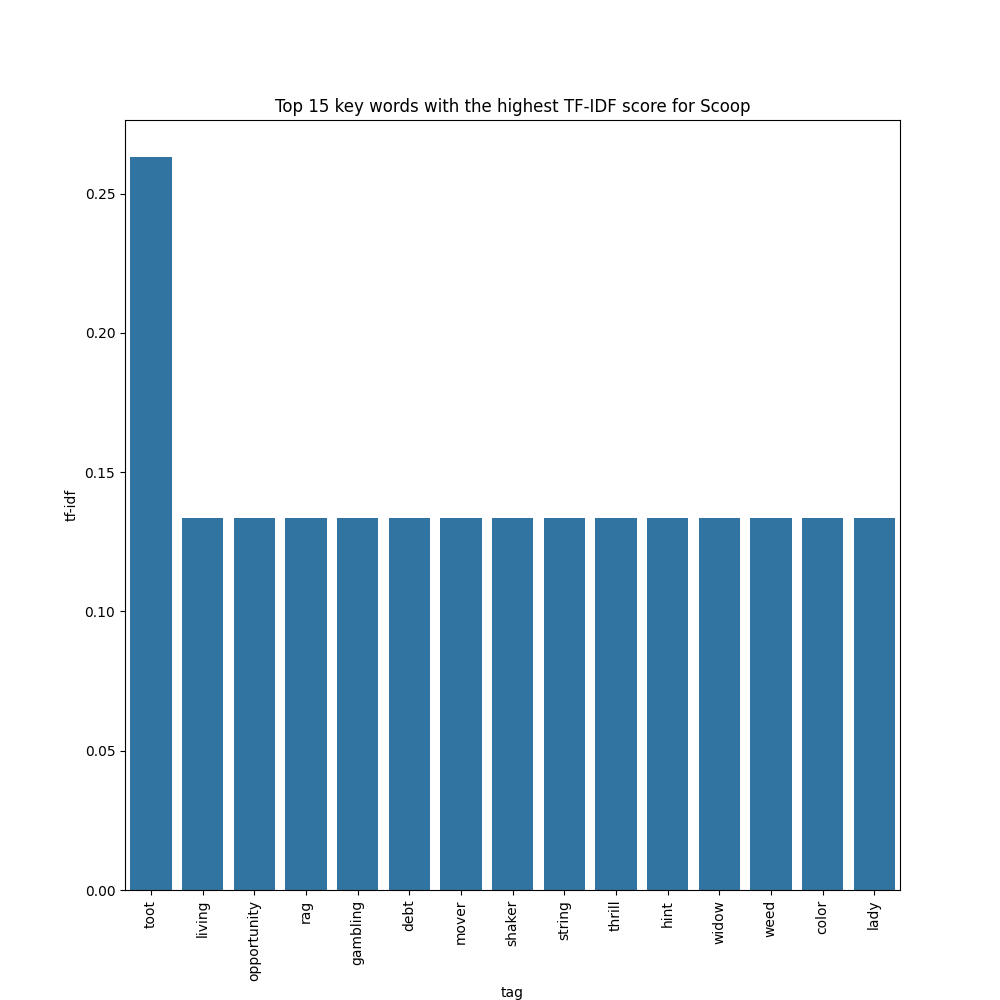 Top 15 key words with the highest TF-IDF score for Scoop
0.25
0.20
0.15
0.10
0.05
0.00
tf-idf
toot
living
opportunity
rag
gambling
debt
mover
shaker
string
thrill
hint
widow
weed
color
lady
tag